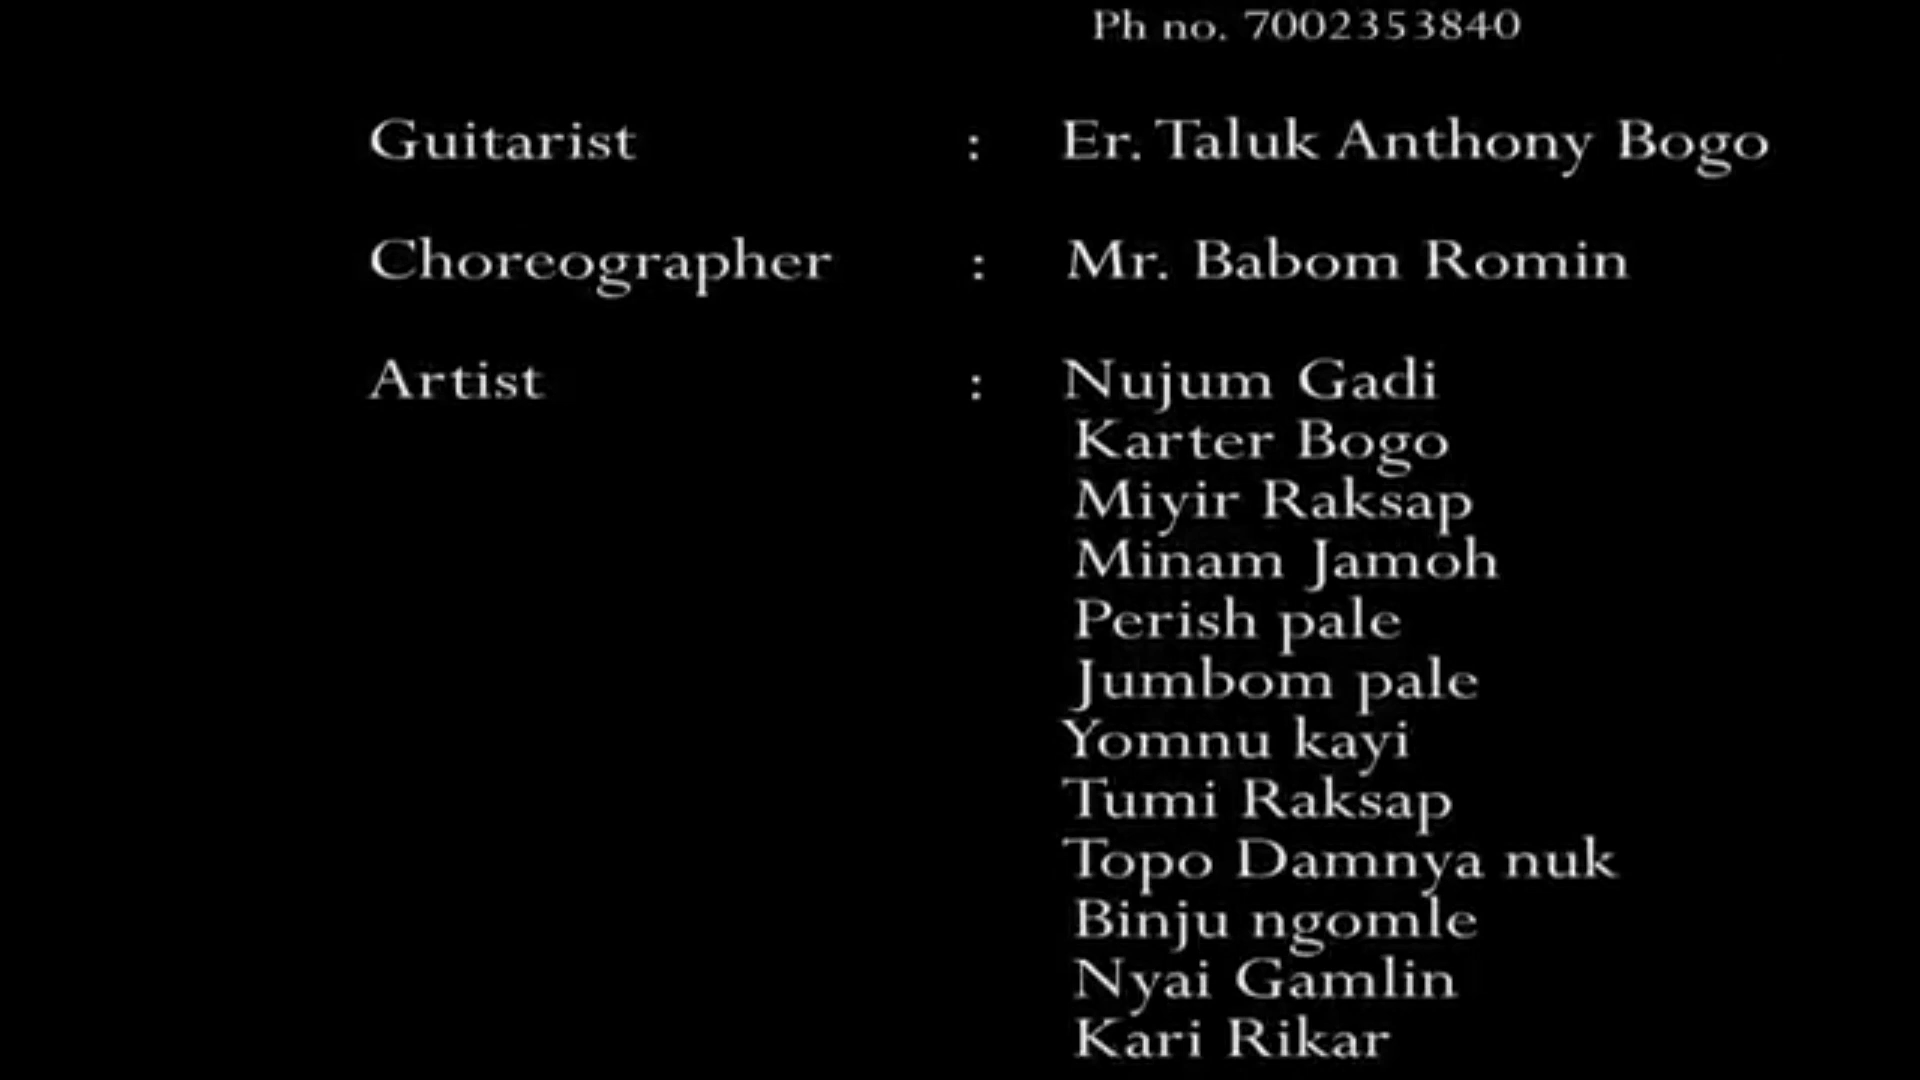 Ph no. 7002353840
Guitarist : Er. Taluk Anthony Bogo
Choreographer : Mr. Babom Romin
Artist : Nujum Gadi
Karter Bogo
Miyir Raksap
Minam Jamoh
Perish pale
Jumbom pale
Yomnu kayi
Tumi Raksap
Topo Damnya nuk
Binju ngomle
Nyai Gamlin
Kari Rikar